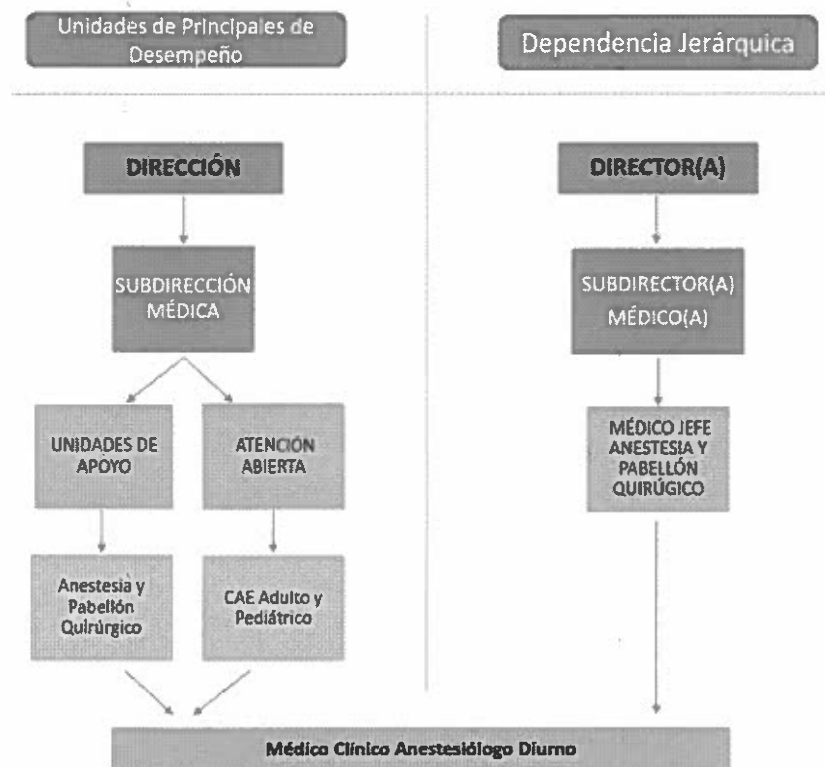 Unidades de Principales de
Desempeño
Dependencia Jerárquica
DIRECCIÓN
SUBDIRECCIÓN
MÉDICA
UNIDADES DE
APOYO
ATENCIÓN
ABIERTA
Anestesia y
Pabellón
Quirúrgico
CAE Adulto y
Pediátrico
DIRECTOR(A)
SUBDIRECTOR(A)
MÉDICO(A)
MÉDICO JEFE
ANESTESIA Y
PABELLÓN
QUIRÚGICO
Médico Clínico Anestesiólogo Diurno